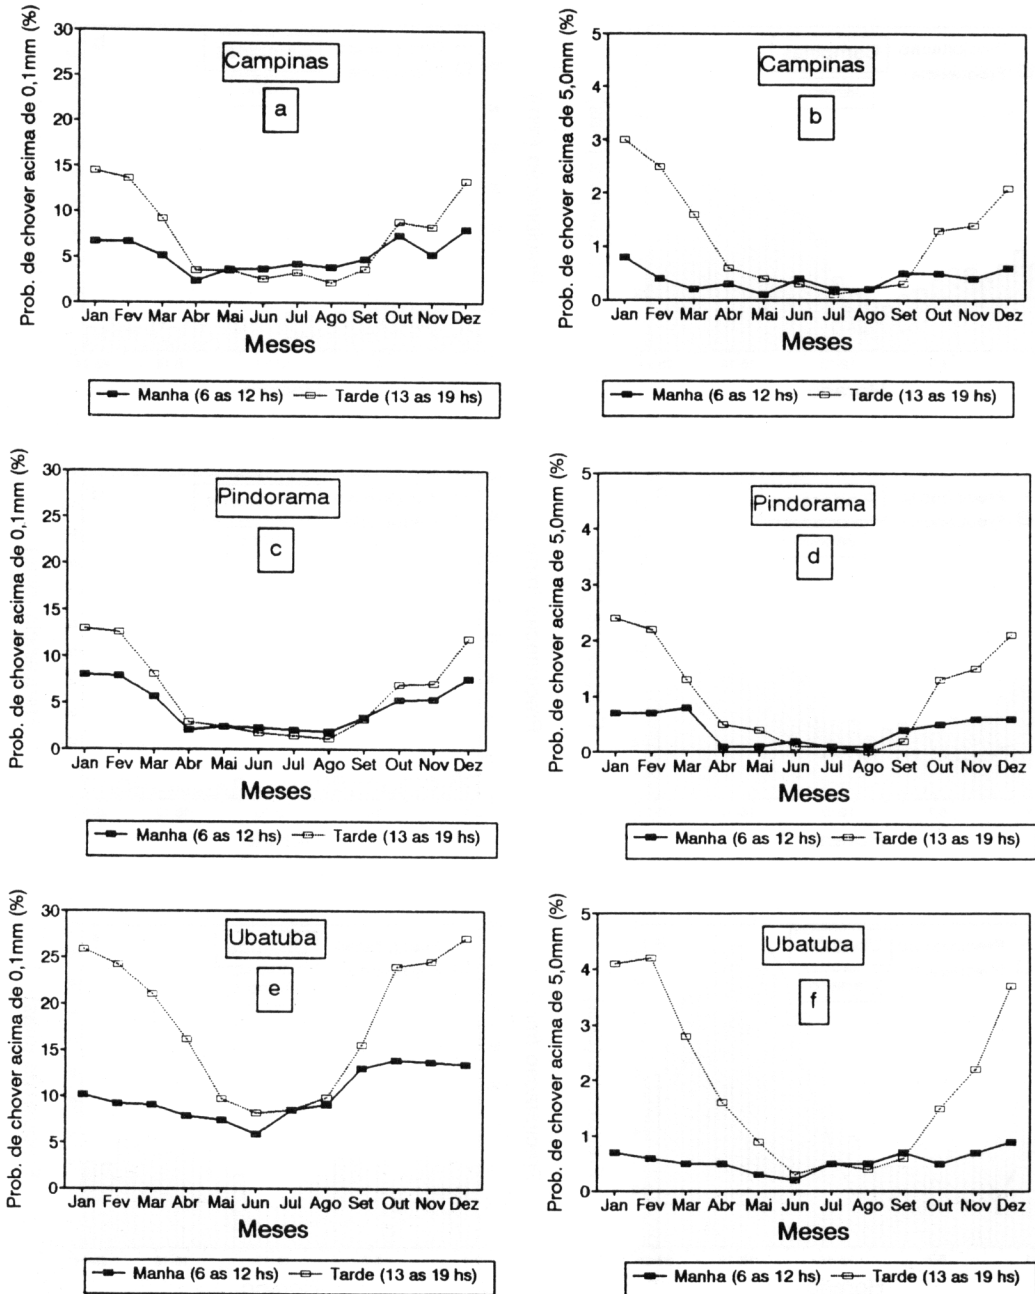 Prob. de chover acima de 0,1mm (%)
30
25
20
15
10
5
0
Campinas
a
Jan Fev Mar Abr Mai Jun Jul Ago Set Out Nov Dez
Meses
Manha (6 as 12 hs) Tarde (13 as 19 hs)
Prob. de chover acima de 5,0mm (%)
5
4
3
2
1
0
Campinas
b
Jan Fev Mar Abr Mai Jun Jul Ago Set Out Nov Dez
Meses
Manha (6 as 12 hs) Tarde (13 as 19 hs)
Prob. de chover acima de 0,1mm (%)
30
25
20
15
10
5
0
Pindorama
c
Jan Fev Mar Abr Mai Jun Jul Ago Set Out Nov Dez
Meses
Manha (6 as 12 hs) Tarde (13 as 19 hs)
Prob. de chover acima de 5,0mm (%)
5
4
3
2
1
0
Pindorama
d
Jan Fev Mar Abr Mai Jun Jul Ago Set Out Nov Dez
Meses
Manha (6 as 12 hs) Tarde (13 as 19 hs)
Prob. de chover acima de 0,1mm (%)
30
25
20
15
10
5
0
Ubatuba
e
Jan Fev Mar Abr Mai Jun Jul Ago Set Out Nov Dez
Meses
Manha (6 as 12 hs) Tarde (13 as 19 hs)
Prob. de chover acima de 5,0mm (%)
5
4
3
2
1
0
Ubatuba
f
Jan Fev Mar Abr Mai Jun Jul Ago Set Out Nov Dez
Meses
Manha (6 as 12 hs) Tarde (13 as 19 hs)